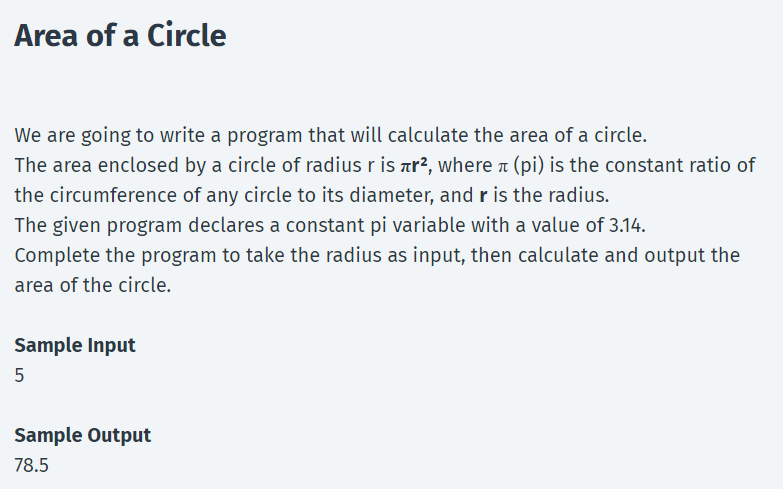 Area of a Circle
We are going to write a program that will calculate the area of a circle.
The area enclosed by a circle of radius r is πr², where π (pi) is the constant ratio of
the circumference of any circle to its diameter, and r is the radius.
The given program declares a constant pi variable with a value of 3.14.
Complete the program to take the radius as input, then calculate and output the
area of the circle.
Sample Input
5
Sample Output
78.5